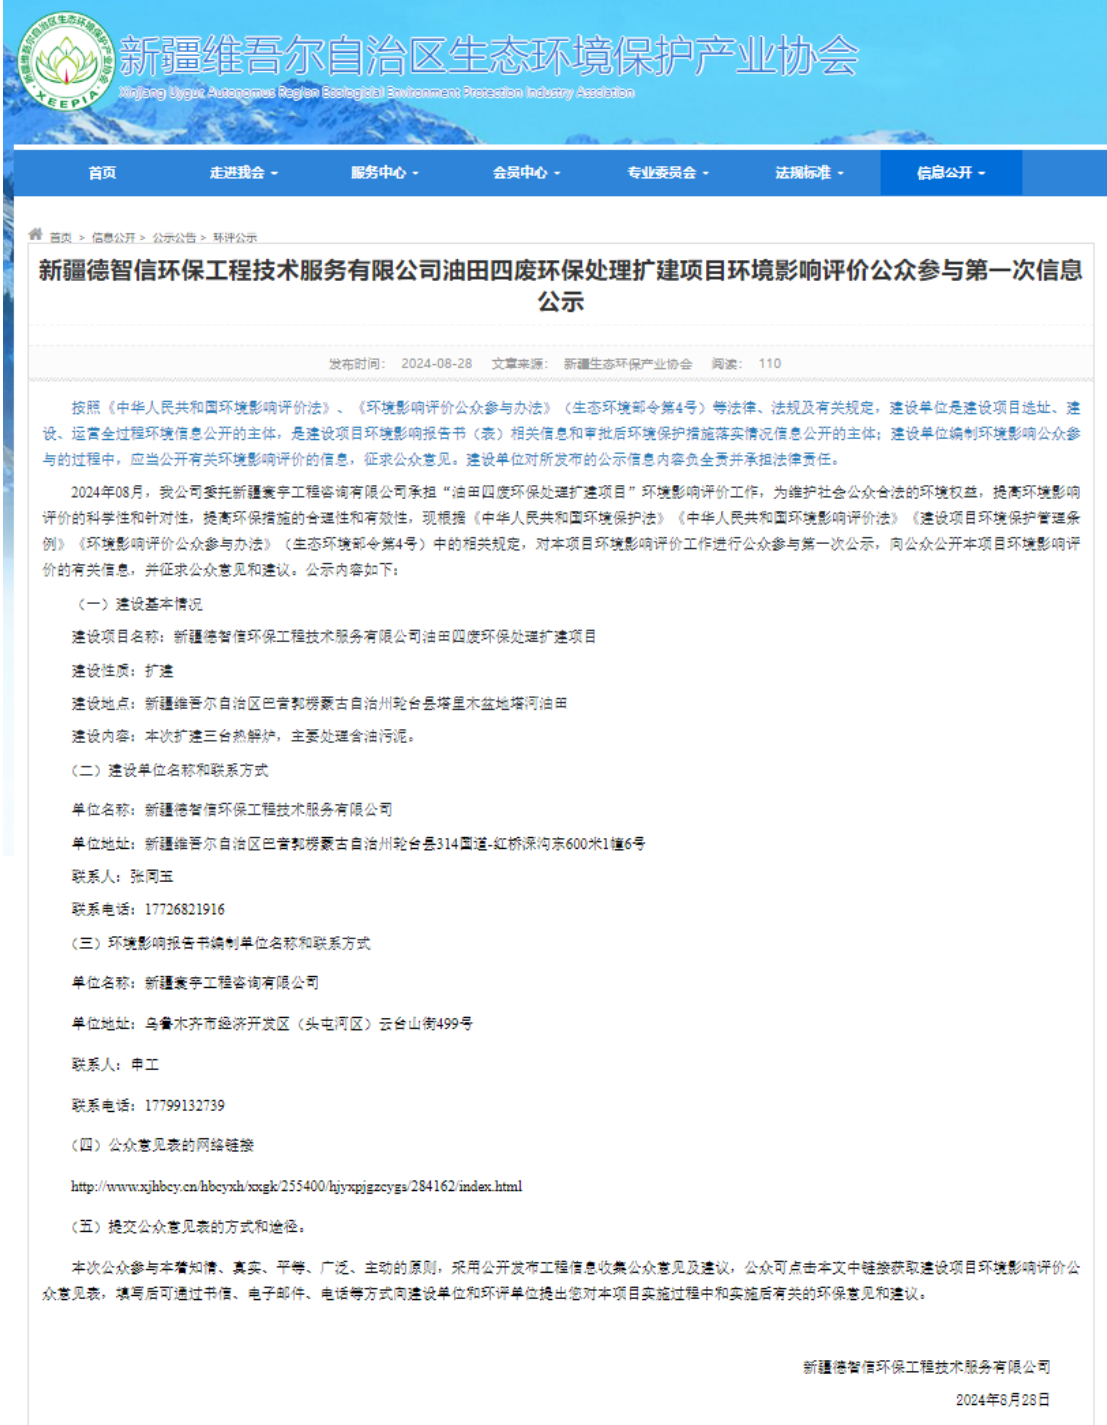 新疆维吾尔自治区生态环境保护产业协会
XEEPIA
新疆维吾尔自治区生态环境保护产业协会
Xinjiang Uygur Autonomus Region Ecologicial Environment Protection Industry Assciation
首页 走进我会 服务中心 会员中心 专业委员会 法规标准 信息公开
首页 > 信息公开 > 公示公告 > 环评公示
新疆德智信环保工程技术服务有限公司油田四废环保处理扩建项目环境影响评价公众参与第一次信息
公示
发布时间: 2024-08-28 文章来源: 新疆生态环保产业协会 阅读: 110
按照《中华人民共和国环境影响评价法》、《环境影响评价公众参与办法》（生态环境部令第4号）等法律、法规及有关规定，建设单位是建设项目选址、建
设、运营全过程环境信息公开的主体，是建设项目环境影响报告书（表）相关信息和审批后环境保护措施落实情况信息公开的主体；建设单位编制环境影响公众参
与的过程中，应当公开有关环境影响评价的信息，征求公众意见。建设单位对所发布的公示信息内容负全责并承担法律责任。
2024年08月，我公司委托新疆寰宇工程咨询有限公司承担“油田四废环保处理扩建项目”环境影响评价工作，为维护社会公众合法的环境权益，提高环境影响
评价的科学性和针对性，提高环保措施的合理性和有效性，现根据《中华人民共和国环境保护法》《中华人民共和国环境影响评价法》《建设项目环境保护管理条
例》《环境影响评价公众参与办法》（生态环境部令第4号）中的相关规定，对本项目环境影响评价工作进行公众参与第一次公示，向公众公开本项目环境影响评
价的有关信息，并征求公众意见和建议。公示内容如下：
（一）建设基本情况
建设项目名称：新疆德智信环保工程技术服务有限公司油田四废环保处理扩建项目
建设性质：扩建
建设地点：新疆维吾尔自治区巴音郭楞蒙古自治州轮台县塔里木盆地塔河油田
建设内容：本次扩建三台热解炉，主要处理含油污泥。
（二）建设单位名称和联系方式
单位名称：新疆德智信环保工程技术服务有限公司
单位地址：新疆维吾尔自治区巴音郭楞蒙古自治州轮台县314国道-红桥深沟东600米1幢6号
联系人：张同玉
联系电话：17726821916
（三）环境影响报告书编制单位名称和联系方式
单位名称：新疆寰宇工程咨询有限公司
单位地址：乌鲁木齐市经济开发区（头屯河区）云台山街499号
联系人：申工
联系电话：17799132739
（四）公众意见表的网络链接
http://www.xjhbcy.cn/hbcyxh/xxgk/255400/hjyxpjgzcygs/284162/index.html
（五）提交公众意见表的方式和途径。
本次公众参与本着知情、真实、平等、广泛、主动的原则，采用公开发布工程信息收集公众意见及建议，公众可点击本文中链接获取建设项目环境影响评价公
众意见表，填写后可通过书信、电子邮件、电话等方式向建设单位和环评单位提出您对本项目实施过程中和实施后有关的环保意见和建议。
新疆德智信环保工程技术服务有限公司
2024年8月28日